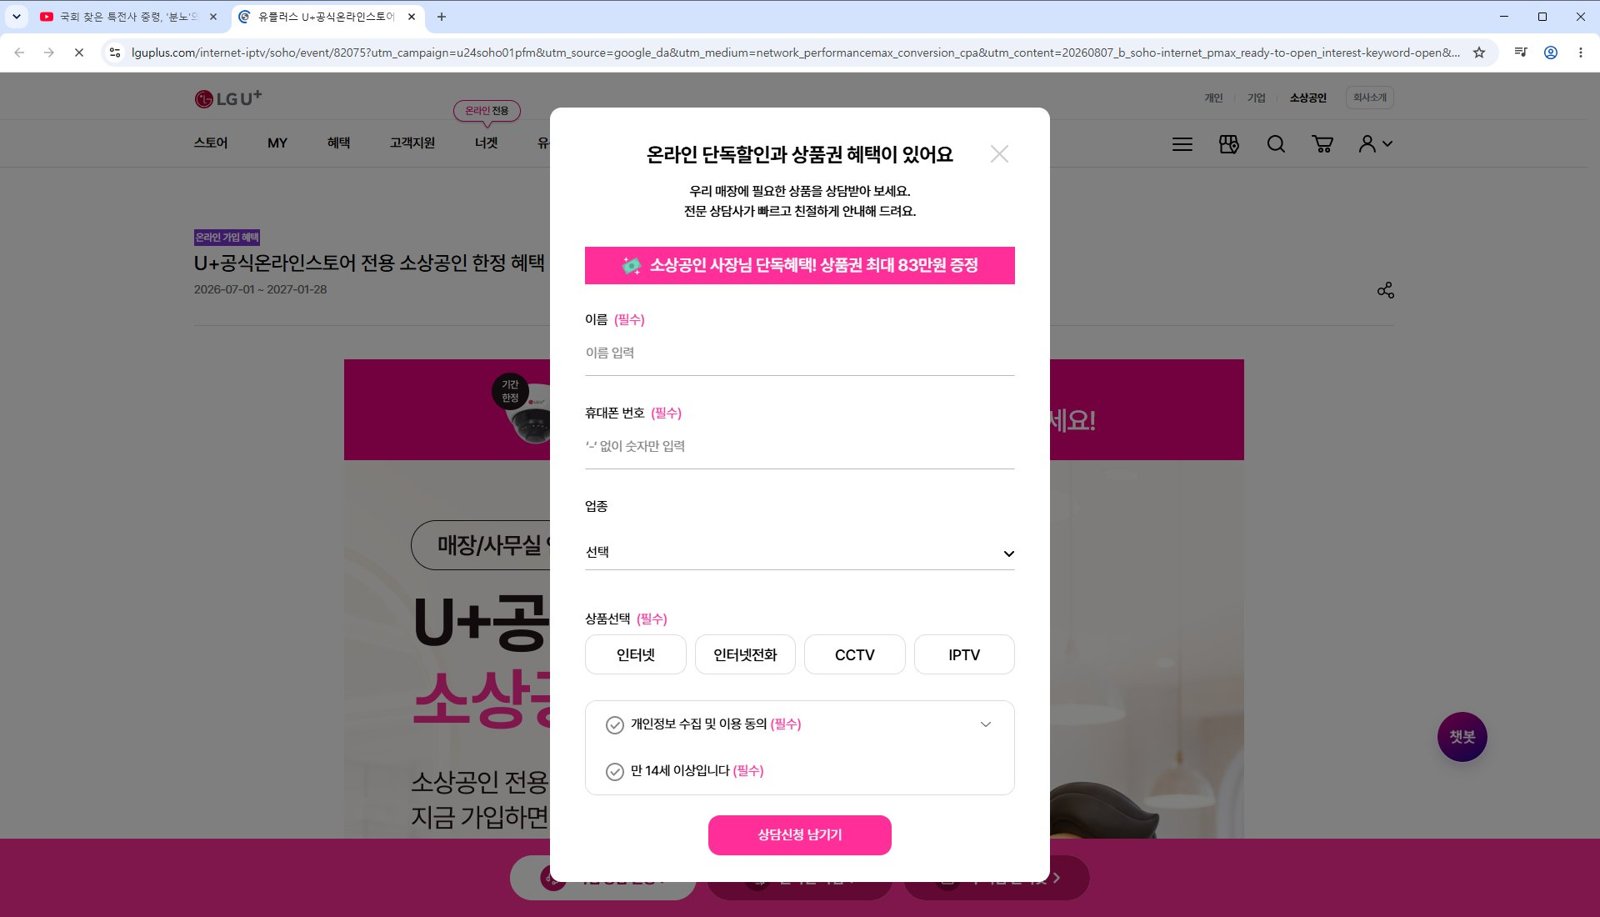 국회 찾은 특전사 중령, '분노'
유플러스 U+공식온라인스토어
lguplus.com/internet-iptv/soho/event/82075?utm_campaign=u24soho01pfm&utm_source=google_da&utm_medium=network_performancemax_conversion_cpa&utm_content=20260807_b_soho-internet_pmax_ready-to-open_interest-keyword-open&...
LG U+
개인
기업
소상공인
회사소개
온라인 전용
스토어
MY
혜택
고객지원
너겟
유
온라인 가입 혜택
U+공식온라인스토어 전용 소상공인 한정 혜택
2026-07-01 ~ 2027-01-28
기간
한정
세요!
매장/사무실
U+공
소상공
소상공인 전용
지금 가입하면
온라인 단독할인과 상품권 혜택이 있어요
우리 매장에 필요한 상품을 상담받아 보세요.
전문 상담사가 빠르고 친절하게 안내해 드려요.
소상공인 사장님 단독혜택! 상품권 최대 83만원 증정
이름 (필수)
이름 입력
휴대폰 번호 (필수)
'-' 없이 숫자만 입력
업종
선택
상품선택 (필수)
인터넷
인터넷전화
CCTV
IPTV
개인정보 수집 및 이용 동의 (필수)
만 14세 이상입니다 (필수)
상담신청 남기기
챗봇